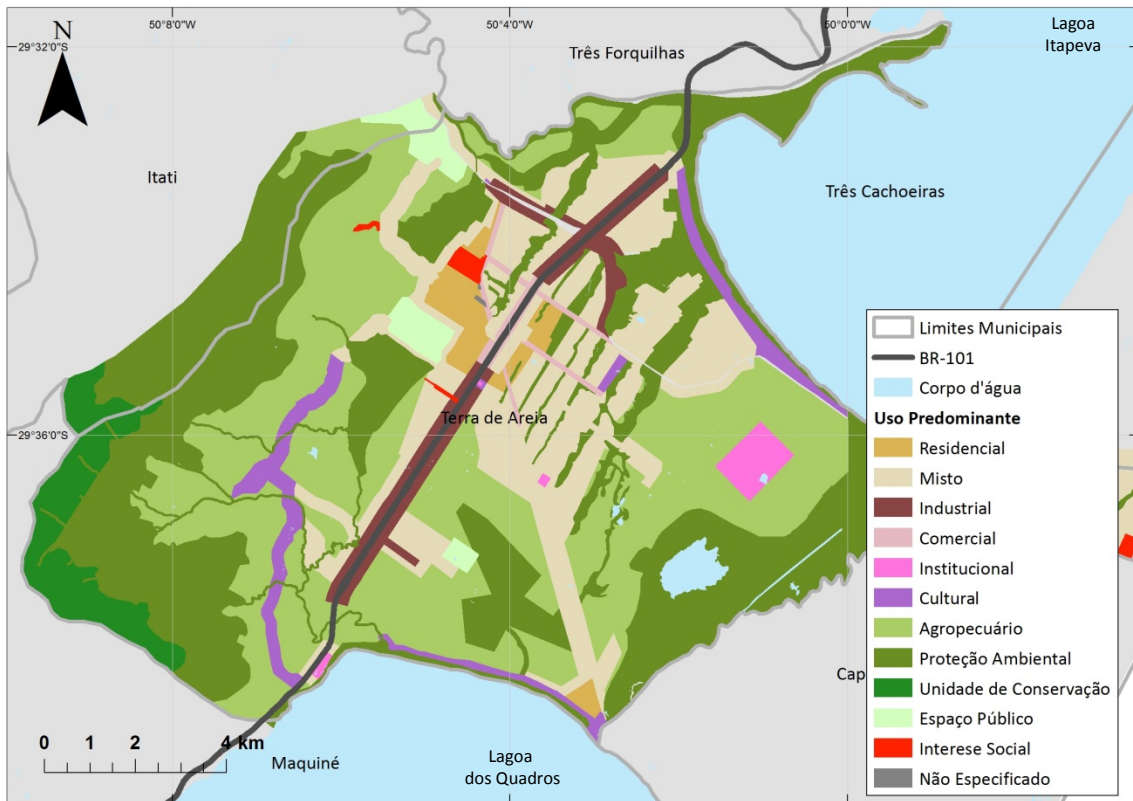 50°8'0"W
50°4'0"W
50°0'0"W
Lagoa
Itapeva
N
29°32'0"S
Três Forquilhas
Itati
Três Cachoeiras
Limites Municipais
BR-101
Corpo d'água
Uso Predominante
Residencial
Misto
Industrial
Comercial
Institucional
Cultural
Agropecuário
Proteção Ambiental
Unidade de Conservação
Espaço Público
Interese Social
Não Especificado
Terra de Areia
29°36'0"S
Cap
0 1 2 4 km
Maquiné
Lagoa
dos Quadros